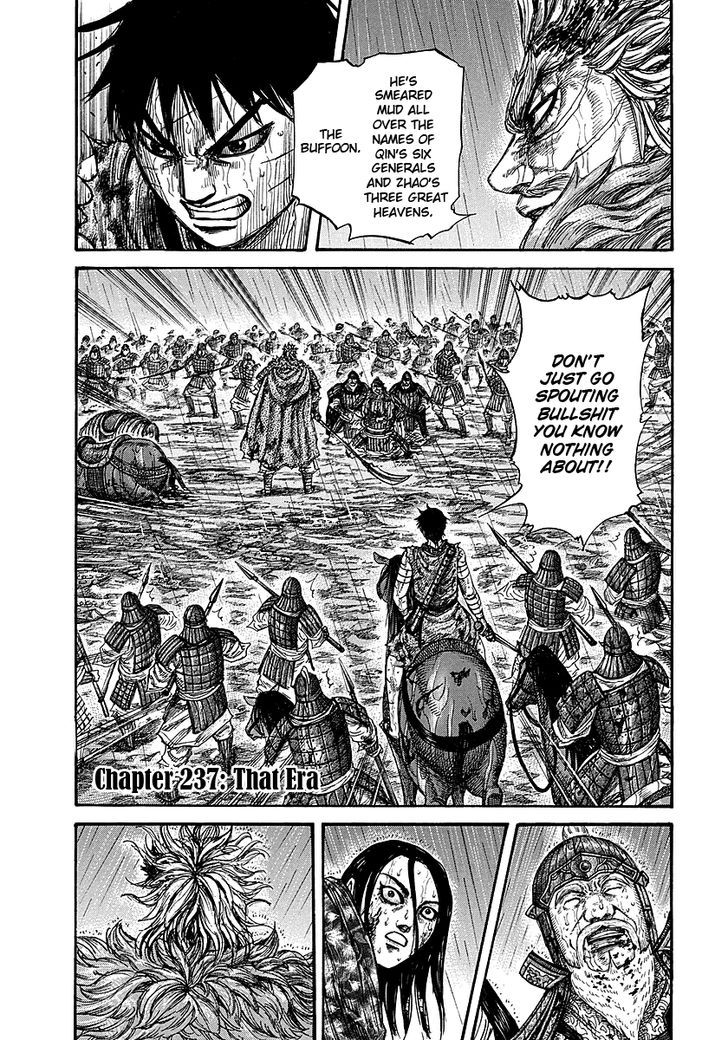 HE'S
SMEARED
MUD ALL
OVER THE
NAMES OF
QIN'S SIX
GENERALS
AND ZHAO'S
THREE GREAT
HEAVENS.
THE
BUFFOON.
DON'T
JUST GO
SPOUTING
BULLSHIT
YOU KNOW
NOTHING
ABOUT!!
Chapter 237: That Era